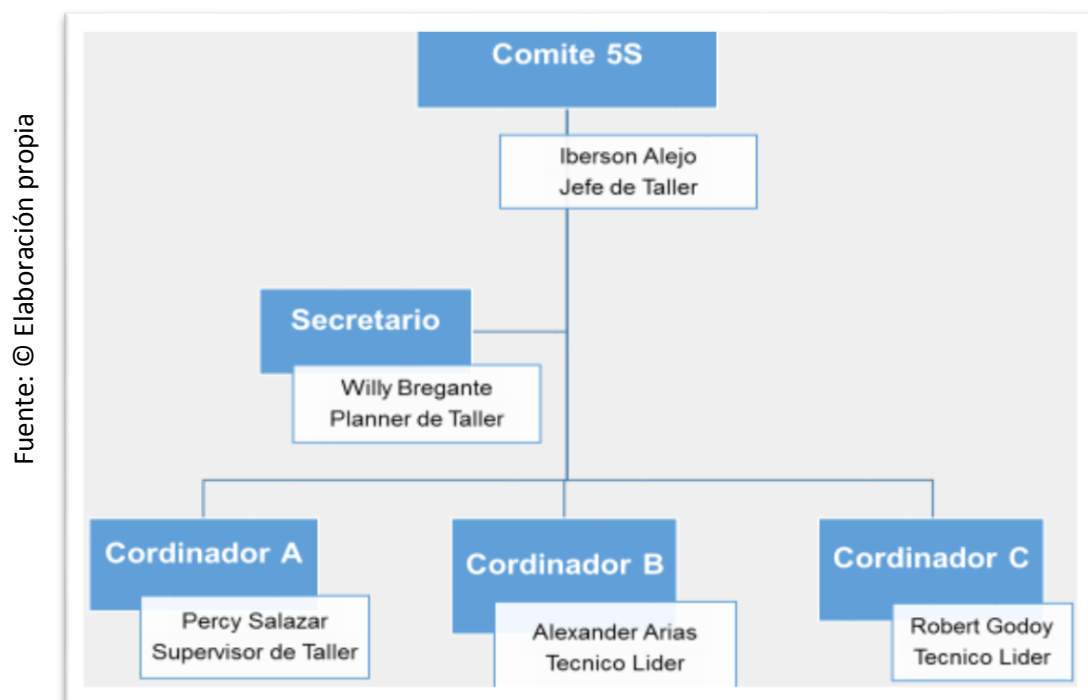 Fuente: © Elaboración propia
Comite 5S
Iberson Alejo
Jefe de Taller
Secretario
Willy Bregante
Planner de Taller
Cordinador A
Percy Salazar
Supervisor de Taller
Cordinador B
Alexander Arias
Tecnico Lider
Cordinador C
Robert Godoy
Tecnico Lider